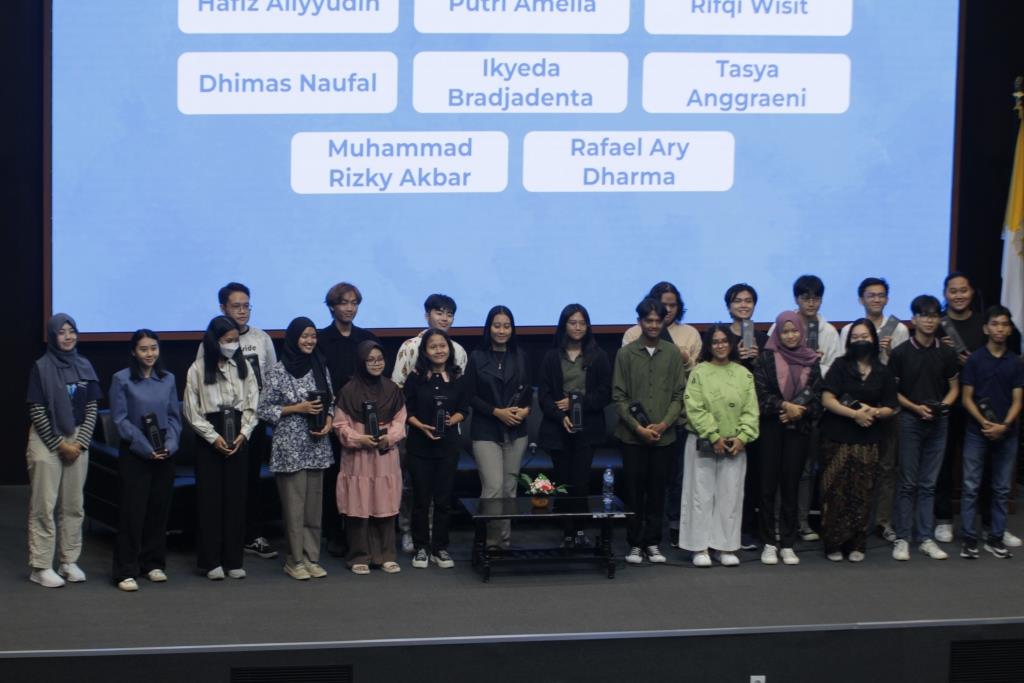 Hafiz Aliyyudin
Putri Amelia
Rifqi Wisit
Dhimas Naufal
Ikyeda
Bradjadenta
Tasya
Anggraeni
Muhammad
Rizky Akbar
Rafael Ary
Dharma